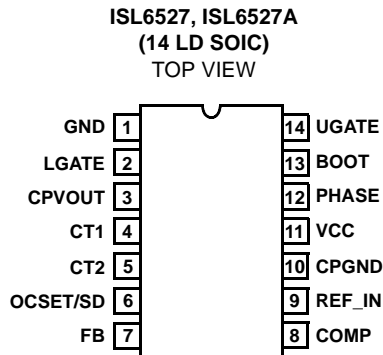 ISL6527, ISL6527A
(14 LD SOIC)
TOP VIEW
GND 1 14 UGATE
LGATE 2 13 BOOT
CPVOUT 3 12 PHASE
CT1 4 11 VCC
CT2 5 10 CPGND
OCSET/SD 6 9 REF_IN
FB 7 8 COMP